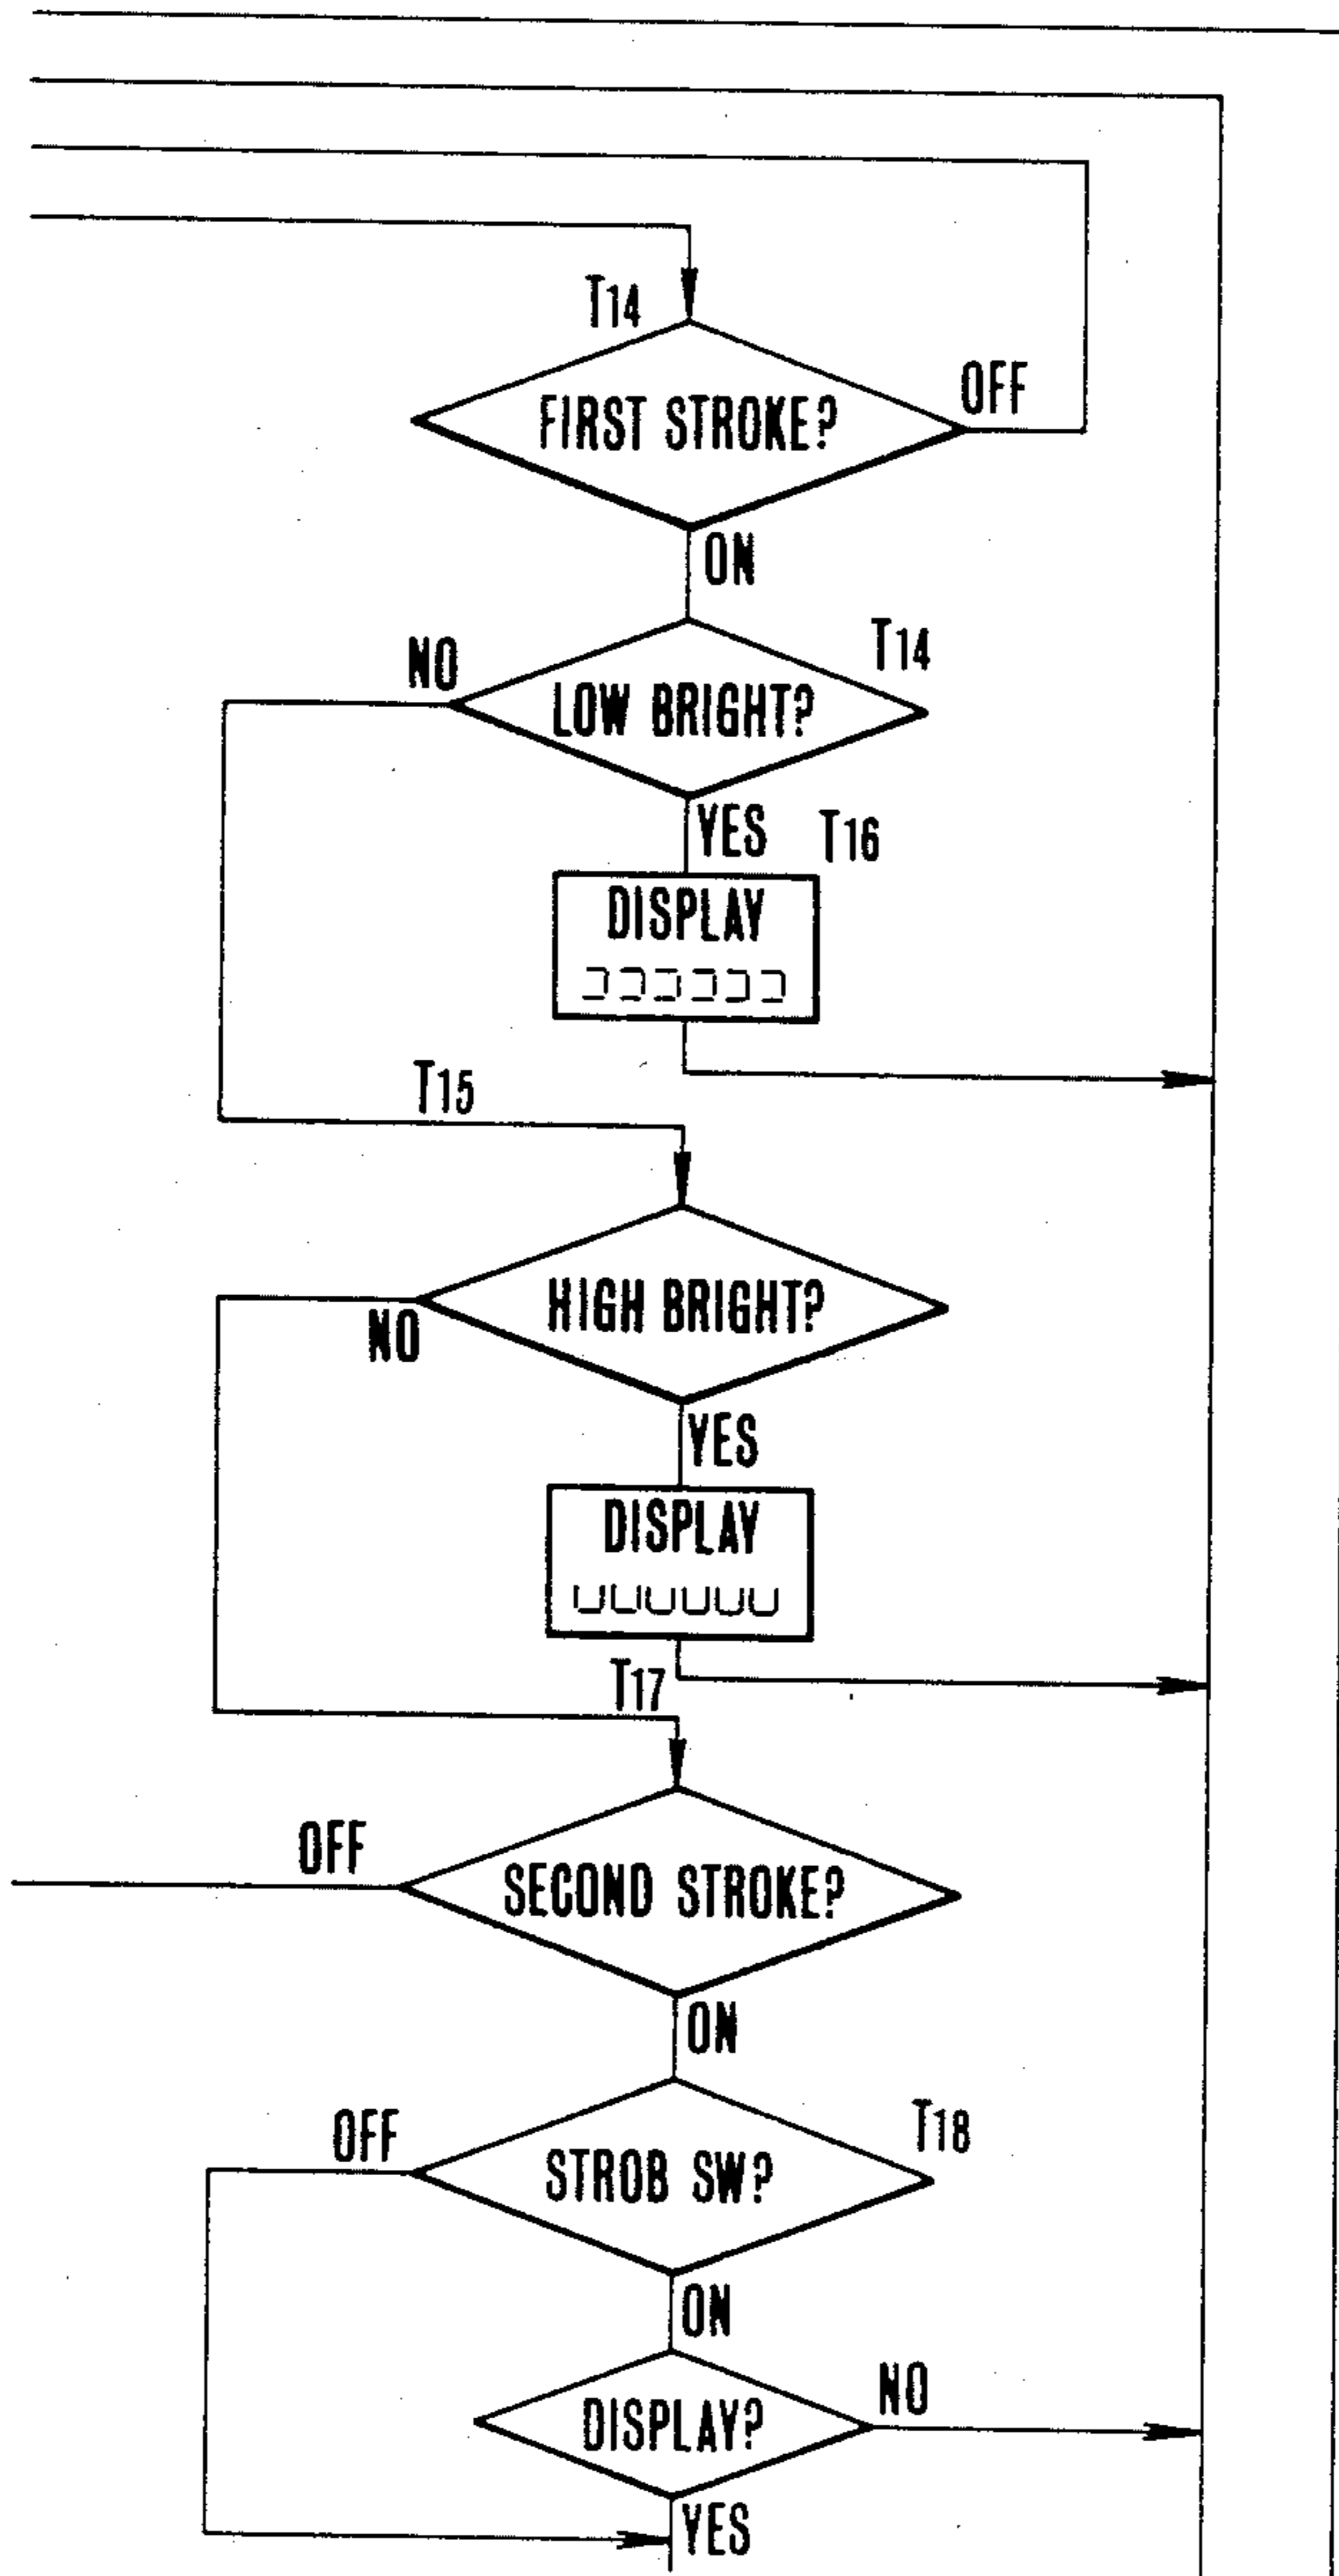 T14
FIRST STROKE?
OFF
ON
NO
T14
LOW BRIGHT?
YES
T16
DISPLAY
T15
HIGH BRIGHT?
NO
YES
DISPLAY
T17
OFF
SECOND STROKE?
ON
OFF
T18
STROB SW?
ON
NO
DISPLAY?
YES